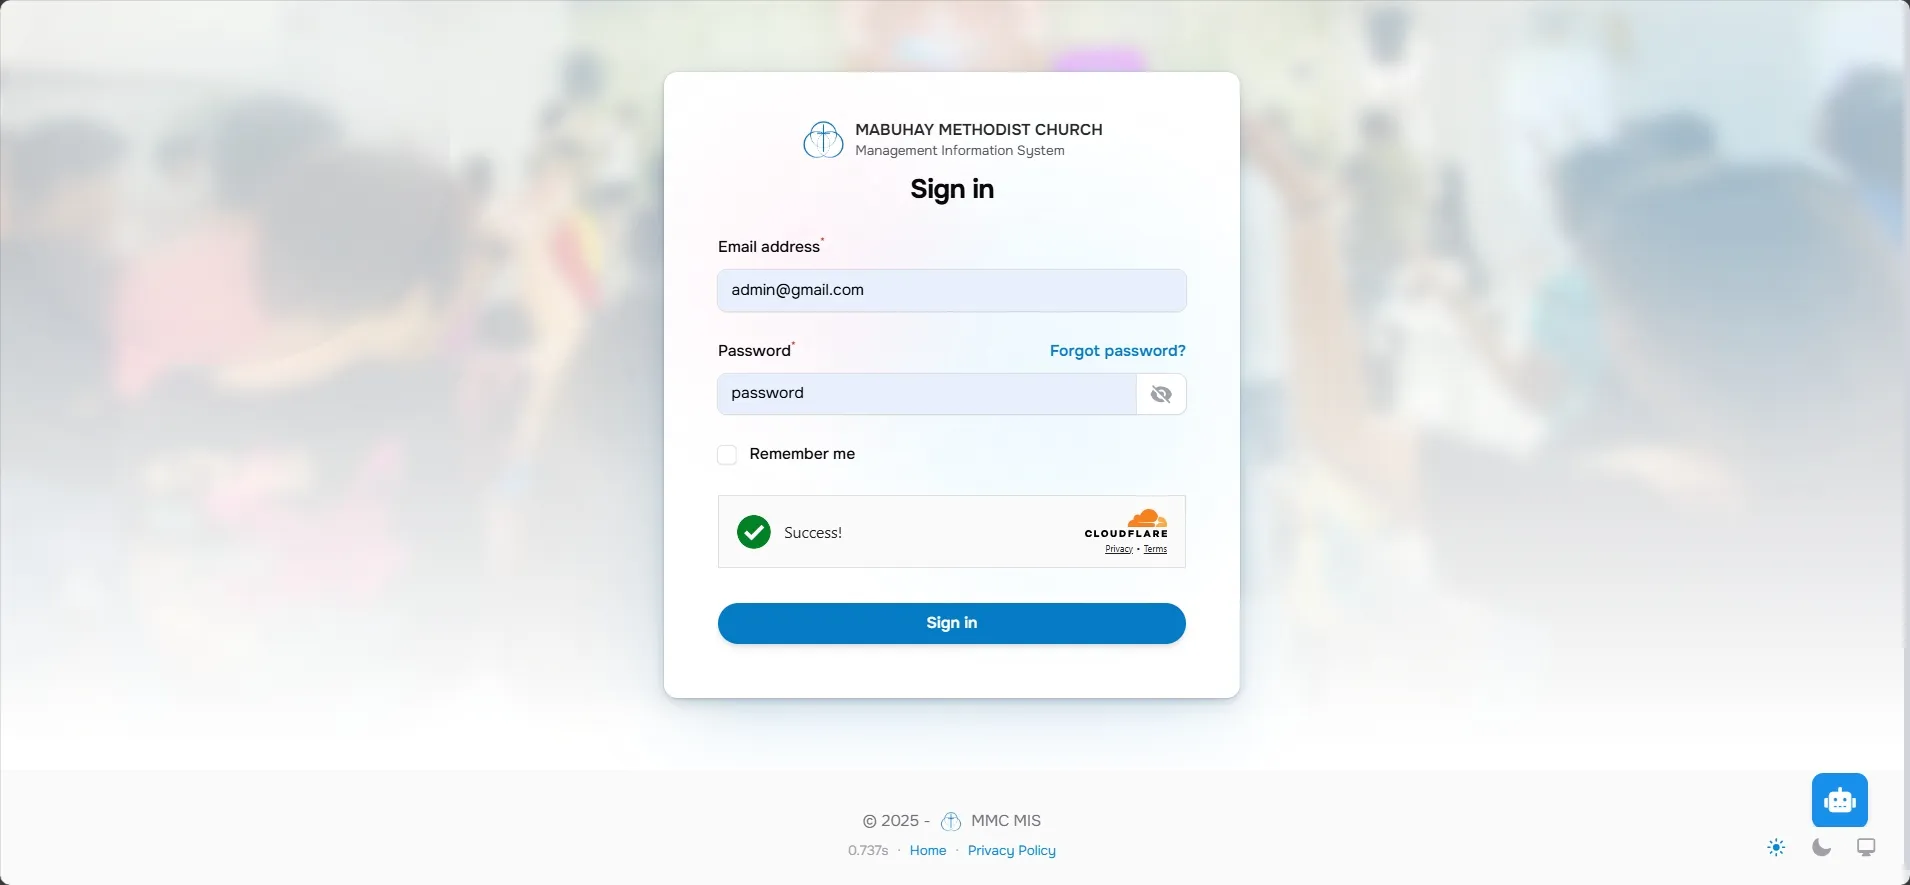 MABUHAY METHODIST CHURCH
Management Information System
Sign in
Email address*
admin@gmail.com
Password*
Forgot password?
password
Remember me
Success!
CLOUDFLARE
Privacy • Terms
Sign in
© 2025 - MMC MIS
0.737s · Home · Privacy Policy